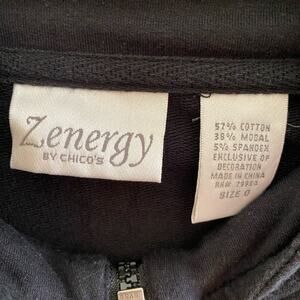 Zenergy
BY CHICO'S
57% COTTON
38% MODAL
5% SPANDEX
EXCLUSIVE OF
DECORATION
MADE IN CHINA
SIZE 0